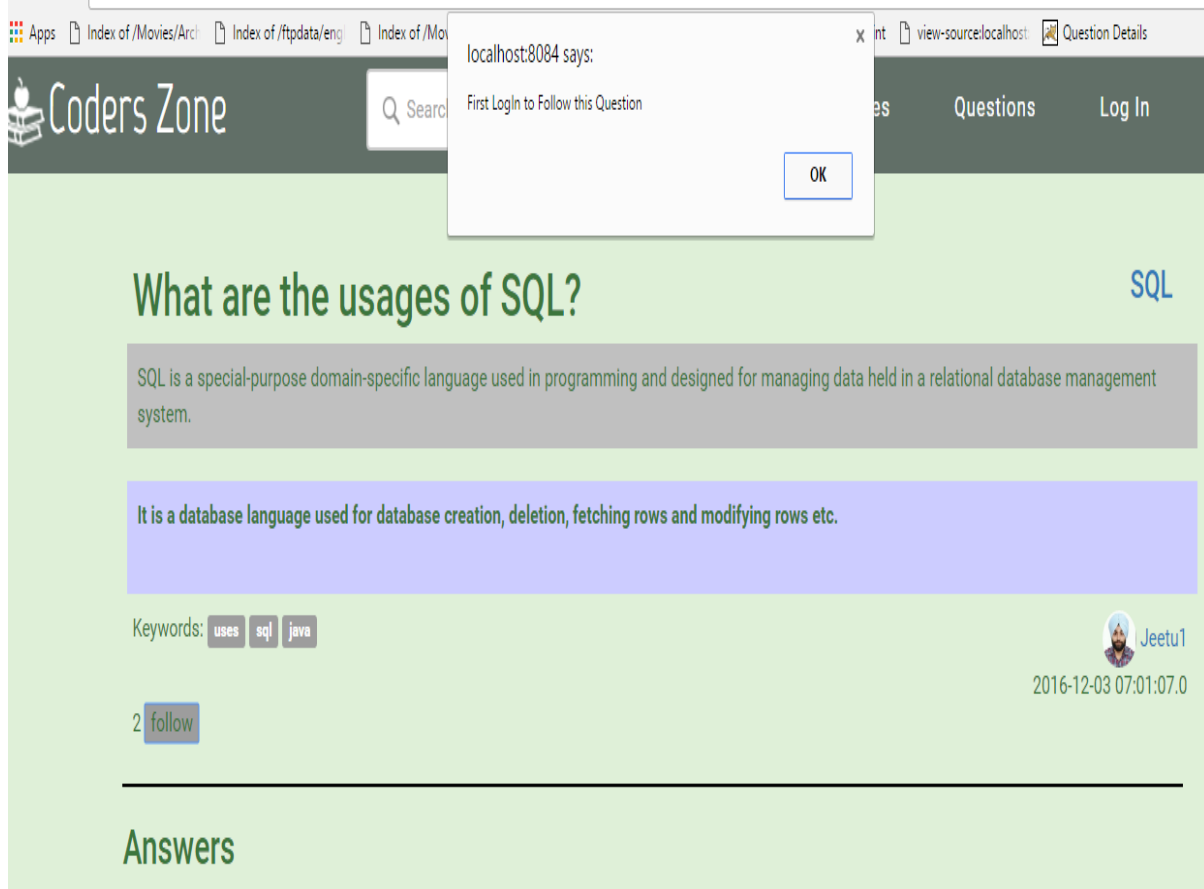 Apps Index of /Movies/Arc Index of /ftpdata/eng Index of /Mov nt view-source:localhost: Question Details
localhost:8084 says:
First LogIn to Follow this Question
OK
Coders Zone Searc es Questions Log In
What are the usages of SQL?
SQL
SQL is a special-purpose domain-specific language used in programming and designed for managing data held in a relational database management
system.
It is a database language used for database creation, deletion, fetching rows and modifying rows etc.
Keywords: uses sql java
Jeetu1
2016-12-03 07:01:07.0
2 follow
Answers